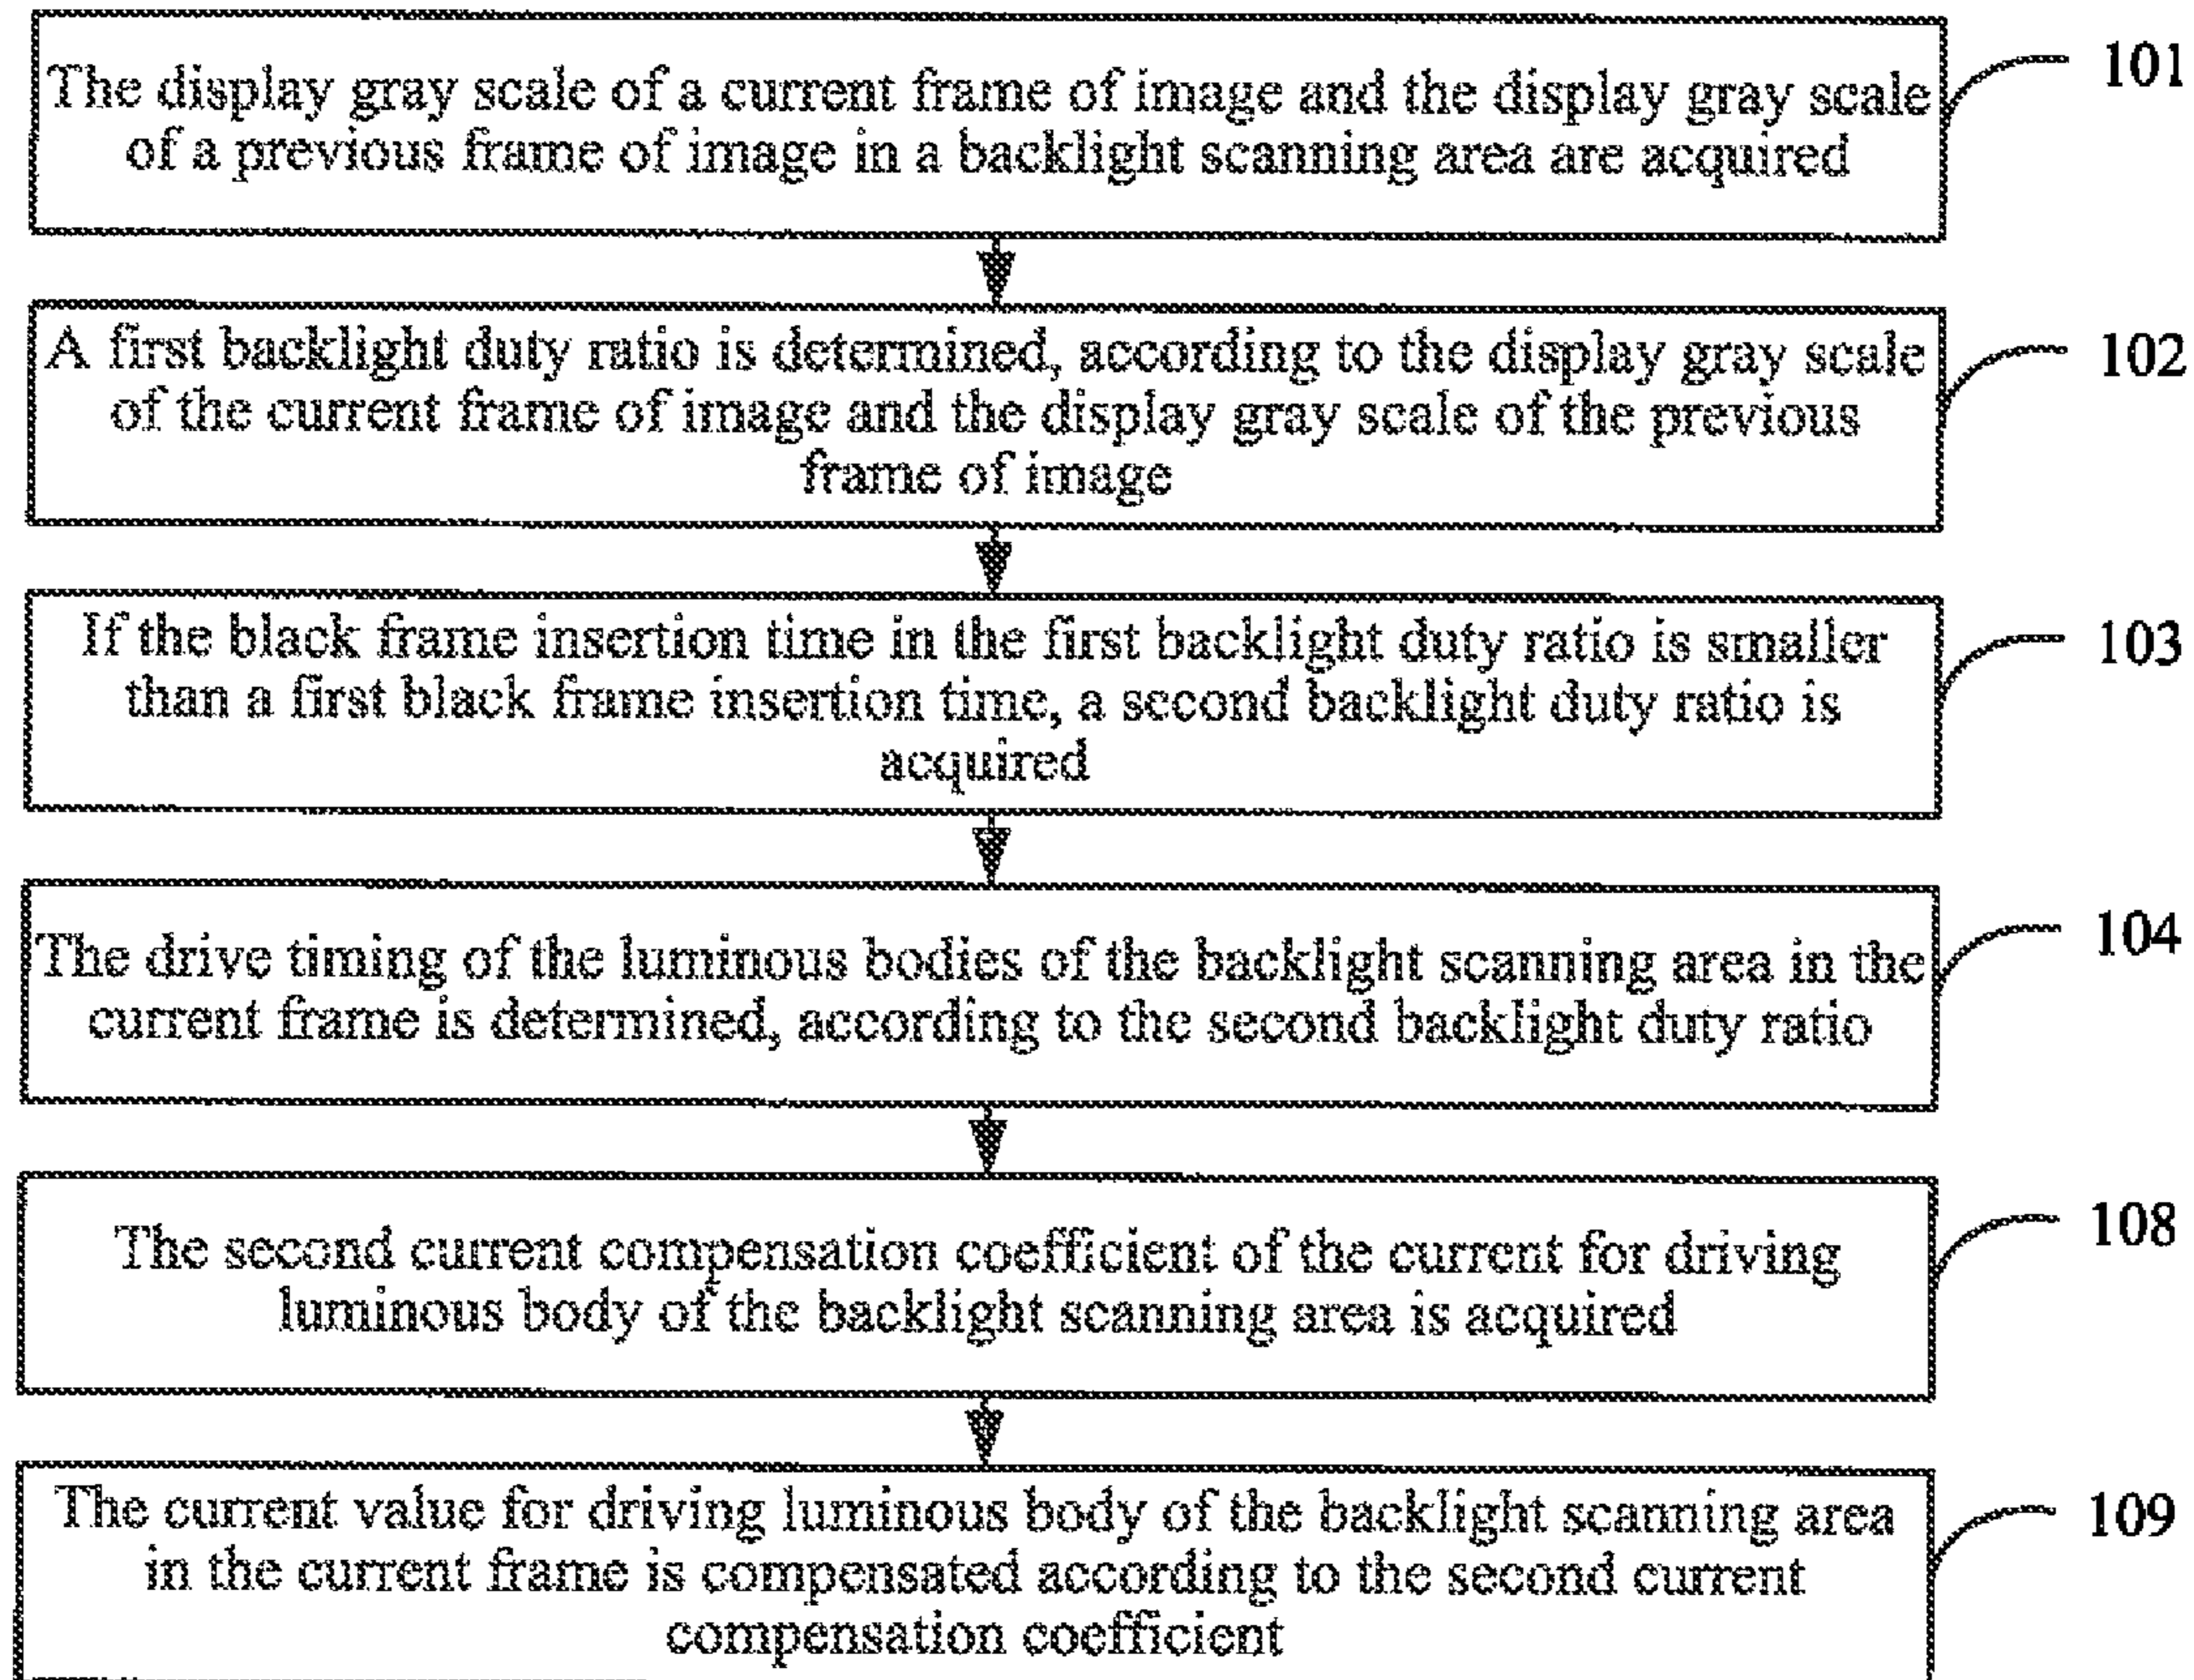 The display gray scale of a current frame of image and the display gray scale
of a previous frame of image in a backlight scanning area are acquired
101
A first backlight duty ratio is determined, according to the display gray scale
of the current frame of image and the display gray scale of the previous
frame of image
102
If the black frame insertion time in the first backlight duty ratio is smaller
than a first black frame insertion time, a second backlight duty ratio is
acquired
103
The drive timing of the luminous bodies of the backlight scanning area in the
current frame is determined, according to the second backlight duty ratio
104
The second current compensation coefficient of the current for driving
luminous body of the backlight scanning area is acquired
108
The current value for driving luminous body of the backlight scanning area
in the current frame is compensated according to the second current
compensation coefficient
109